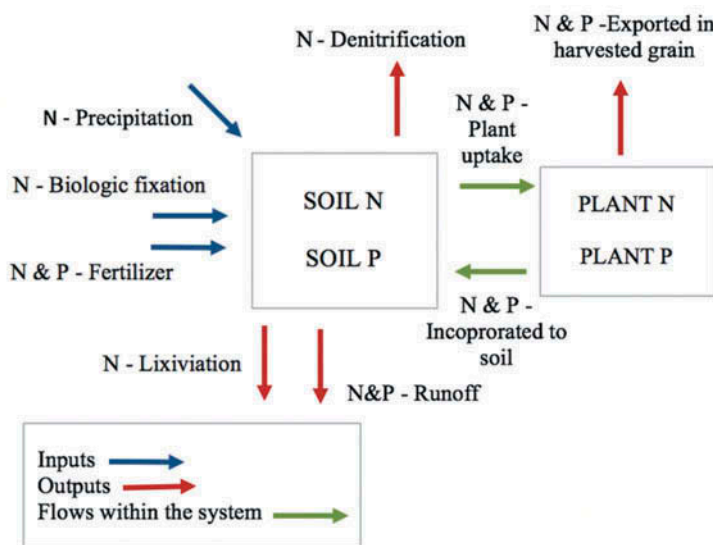 N - Denitrification
N & P -Exported in
harvested grain
N - Precipitation
N & P -
Plant
uptake
N - Biologic fixation
SOIL N
SOIL P
PLANT N
PLANT P
N & P - Fertilizer
N & P -
Incoprorated to
soil
N - Lixiviation
N&P - Runoff
Inputs
Outputs
Flows within the system